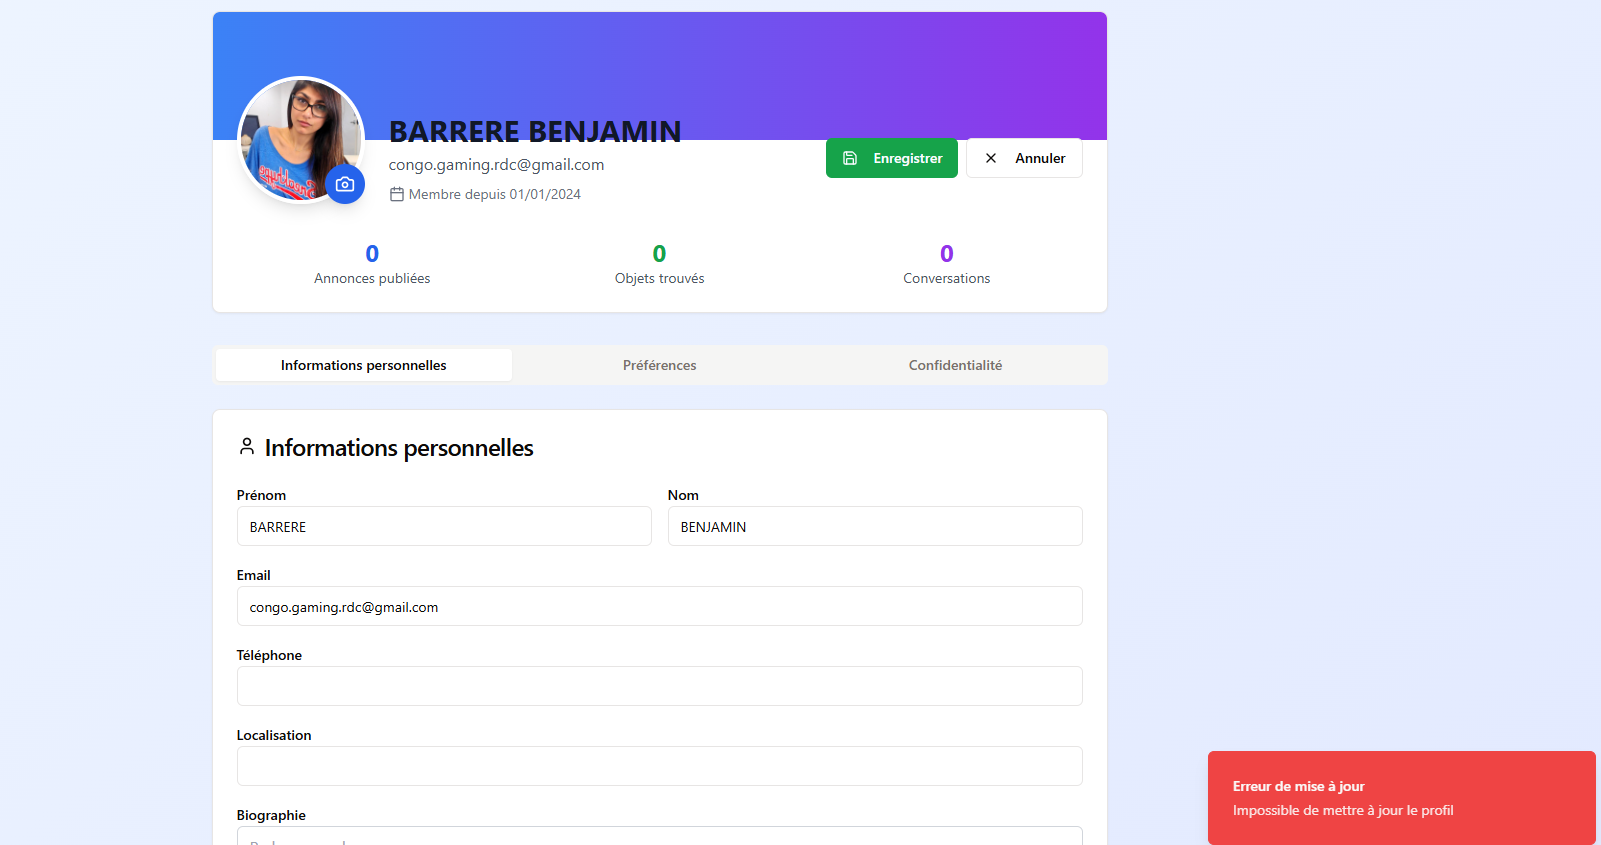 BARRERE BENJAMIN
congo.gaming.rdc@gmail.com
Membre depuis 01/01/2024
Enregistrer
Annuler
0
Annonces publiées
0
Objets trouvés
0
Conversations
Informations personnelles
Préférences
Confidentialité
Informations personnelles
Prénom
Nom
BARRERE
BENJAMIN
Email
congo.gaming.rdc@gmail.com
Téléphone
Localisation
Biographie
Erreur de mise à jour
Impossible de mettre à jour le profil